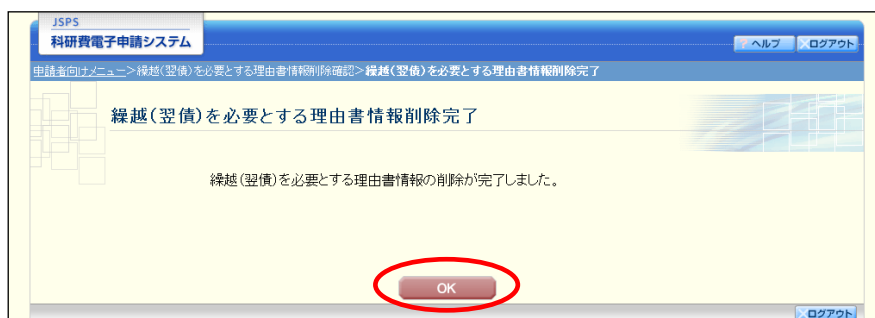 JSPS
科研費電子申請システム
? ヘルプ
×ログアウト
申請者向けメニュー>繰越(翌債)を必要とする理由書情報削除確認>繰越(翌債)を必要とする理由書情報削除完了
繰越(翌債)を必要とする理由書情報削除完了
繰越(翌債)を必要とする理由書情報の削除が完了しました。
OK
×ログアウト